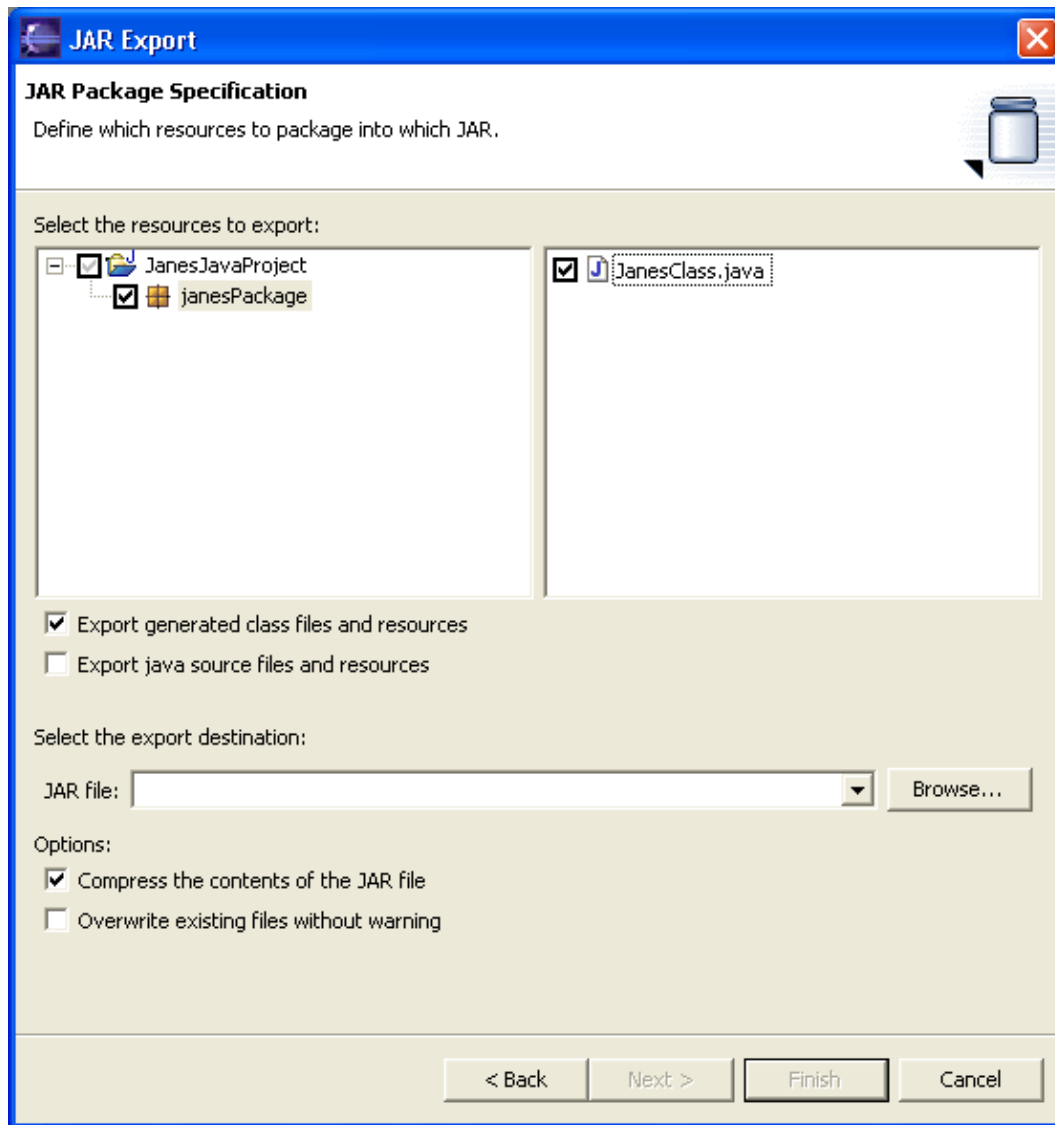 JAR Export
JAR Package Specification
Define which resources to package into which JAR.
Select the resources to export:
JanesJavaProject
janesPackage
JanesClass.java
Export generated class files and resources
Export java source files and resources
Select the export destination:
JAR file:
Browse...
Options:
Compress the contents of the JAR file
Overwrite existing files without warning
< Back
Next >
Finish
Cancel